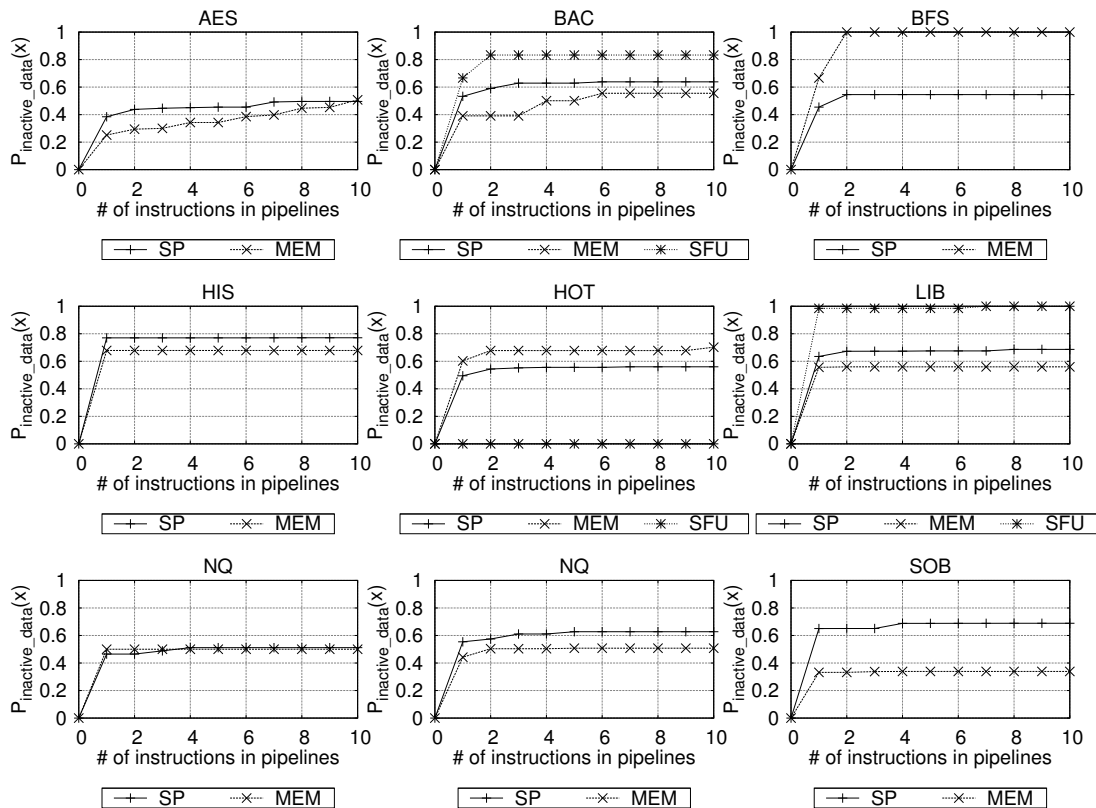 AES
P_inactive_data(x)
1
0.8
0.6
0.4
0.2
0
0 2 4 6 8 10
# of instructions in pipelines
SP MEM
BAC
P_inactive_data(x)
1
0.8
0.6
0.4
0.2
0
0 2 4 6 8 10
# of instructions in pipelines
SP MEM SFU
BFS
P_inactive_data(x)
1
0.8
0.6
0.4
0.2
0
0 2 4 6 8 10
# of instructions in pipelines
SP MEM
HIS
P_inactive_data(x)
1
0.8
0.6
0.4
0.2
0
0 2 4 6 8 10
# of instructions in pipelines
SP MEM
HOT
P_inactive_data(x)
1
0.8
0.6
0.4
0.2
0
0 2 4 6 8 10
# of instructions in pipelines
SP MEM SFU
LIB
P_inactive_data(x)
1
0.8
0.6
0.4
0.2
0
0 2 4 6 8 10
# of instructions in pipelines
SP MEM SFU
NQ
P_inactive_data(x)
1
0.8
0.6
0.4
0.2
0
0 2 4 6 8 10
# of instructions in pipelines
SP MEM
NQ
P_inactive_data(x)
1
0.8
0.6
0.4
0.2
0
0 2 4 6 8 10
# of instructions in pipelines
SP MEM
SOB
P_inactive_data(x)
1
0.8
0.6
0.4
0.2
0
0 2 4 6 8 10
# of instructions in pipelines
SP MEM